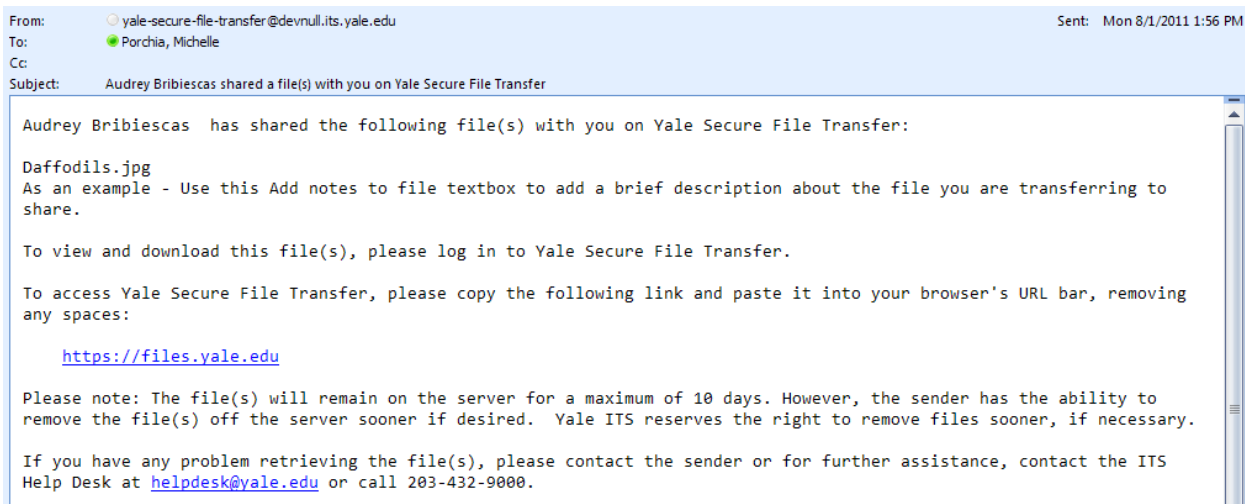 From: yale-secure-file-transfer@devnull.its.yale.edu Sent: Mon 8/1/2011 1:56 PM
To: Porchia, Michelle
Cc:
Subject: Audrey Bribiescas shared a file(s) with you on Yale Secure File Transfer
Audrey Bribiescas  has shared the following file(s) with you on Yale Secure File Transfer:
Daffodils.jpg
As an example - Use this Add notes to file textbox to add a brief description about the file you are transferring to
share.
To view and download this file(s), please log in to Yale Secure File Transfer.
To access Yale Secure File Transfer, please copy the following link and paste it into your browser's URL bar, removing
any spaces:
https://files.yale.edu
Please note: The file(s) will remain on the server for a maximum of 10 days. However, the sender has the ability to
remove the file(s) off the server sooner if desired.  Yale ITS reserves the right to remove files sooner, if necessary.
If you have any problem retrieving the file(s), please contact the sender or for further assistance, contact the ITS
Help Desk at helpdesk@yale.edu or call 203-432-9000.